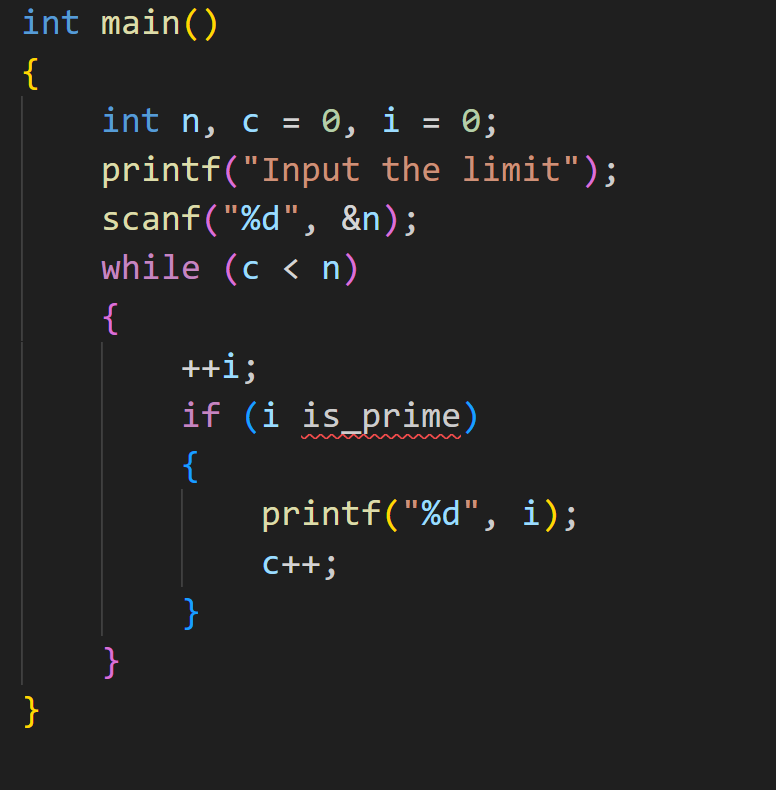 int main()
{
    int n, c = 0, i = 0;
    printf("Input the limit");
    scanf("%d", &n);
    while (c < n)
    {
        ++i;
        if (i is_prime)
        {
            printf("%d", i);
            c++;
        }
    }
}